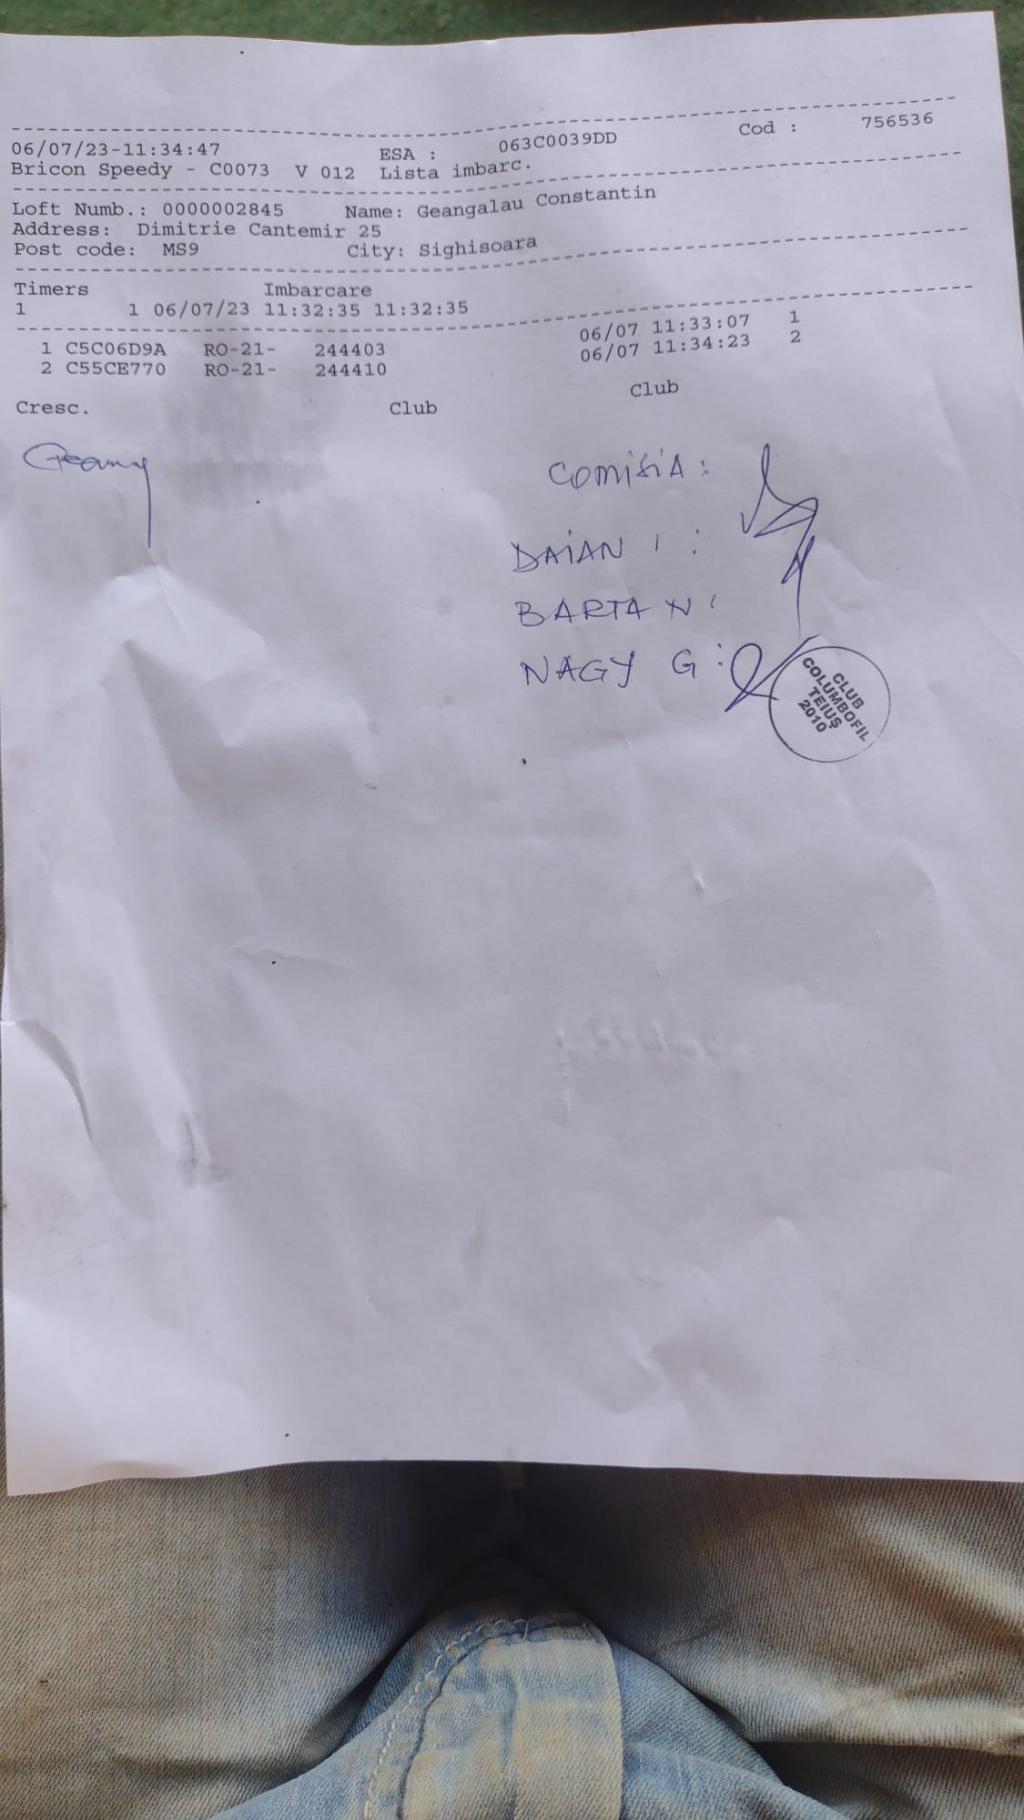 06/07/23-11:34:47 ESA : 063C0039DD Cod : 756536
Bricon Speedy - C0073 V 012 Lista imbarc.
Loft Numb.: 0000002845 Name: Geangalau Constantin
Address: Dimitrie Cantemir 25
Post code: MS9 City: Sighisoara
Timers Imbarcare
1 1 06/07/23 11:32:35 11:32:35
1 C5C06D9A RO-21- 244403 06/07 11:33:07 1
2 C55CE770 RO-21- 244410 06/07 11:34:23 2
Cresc. Club Club
Geang
COMISIA:
DAIAN I :
BARTA N:
NAGY G:
CLUB
COLUMBOFIL
TEIUȘ
2010